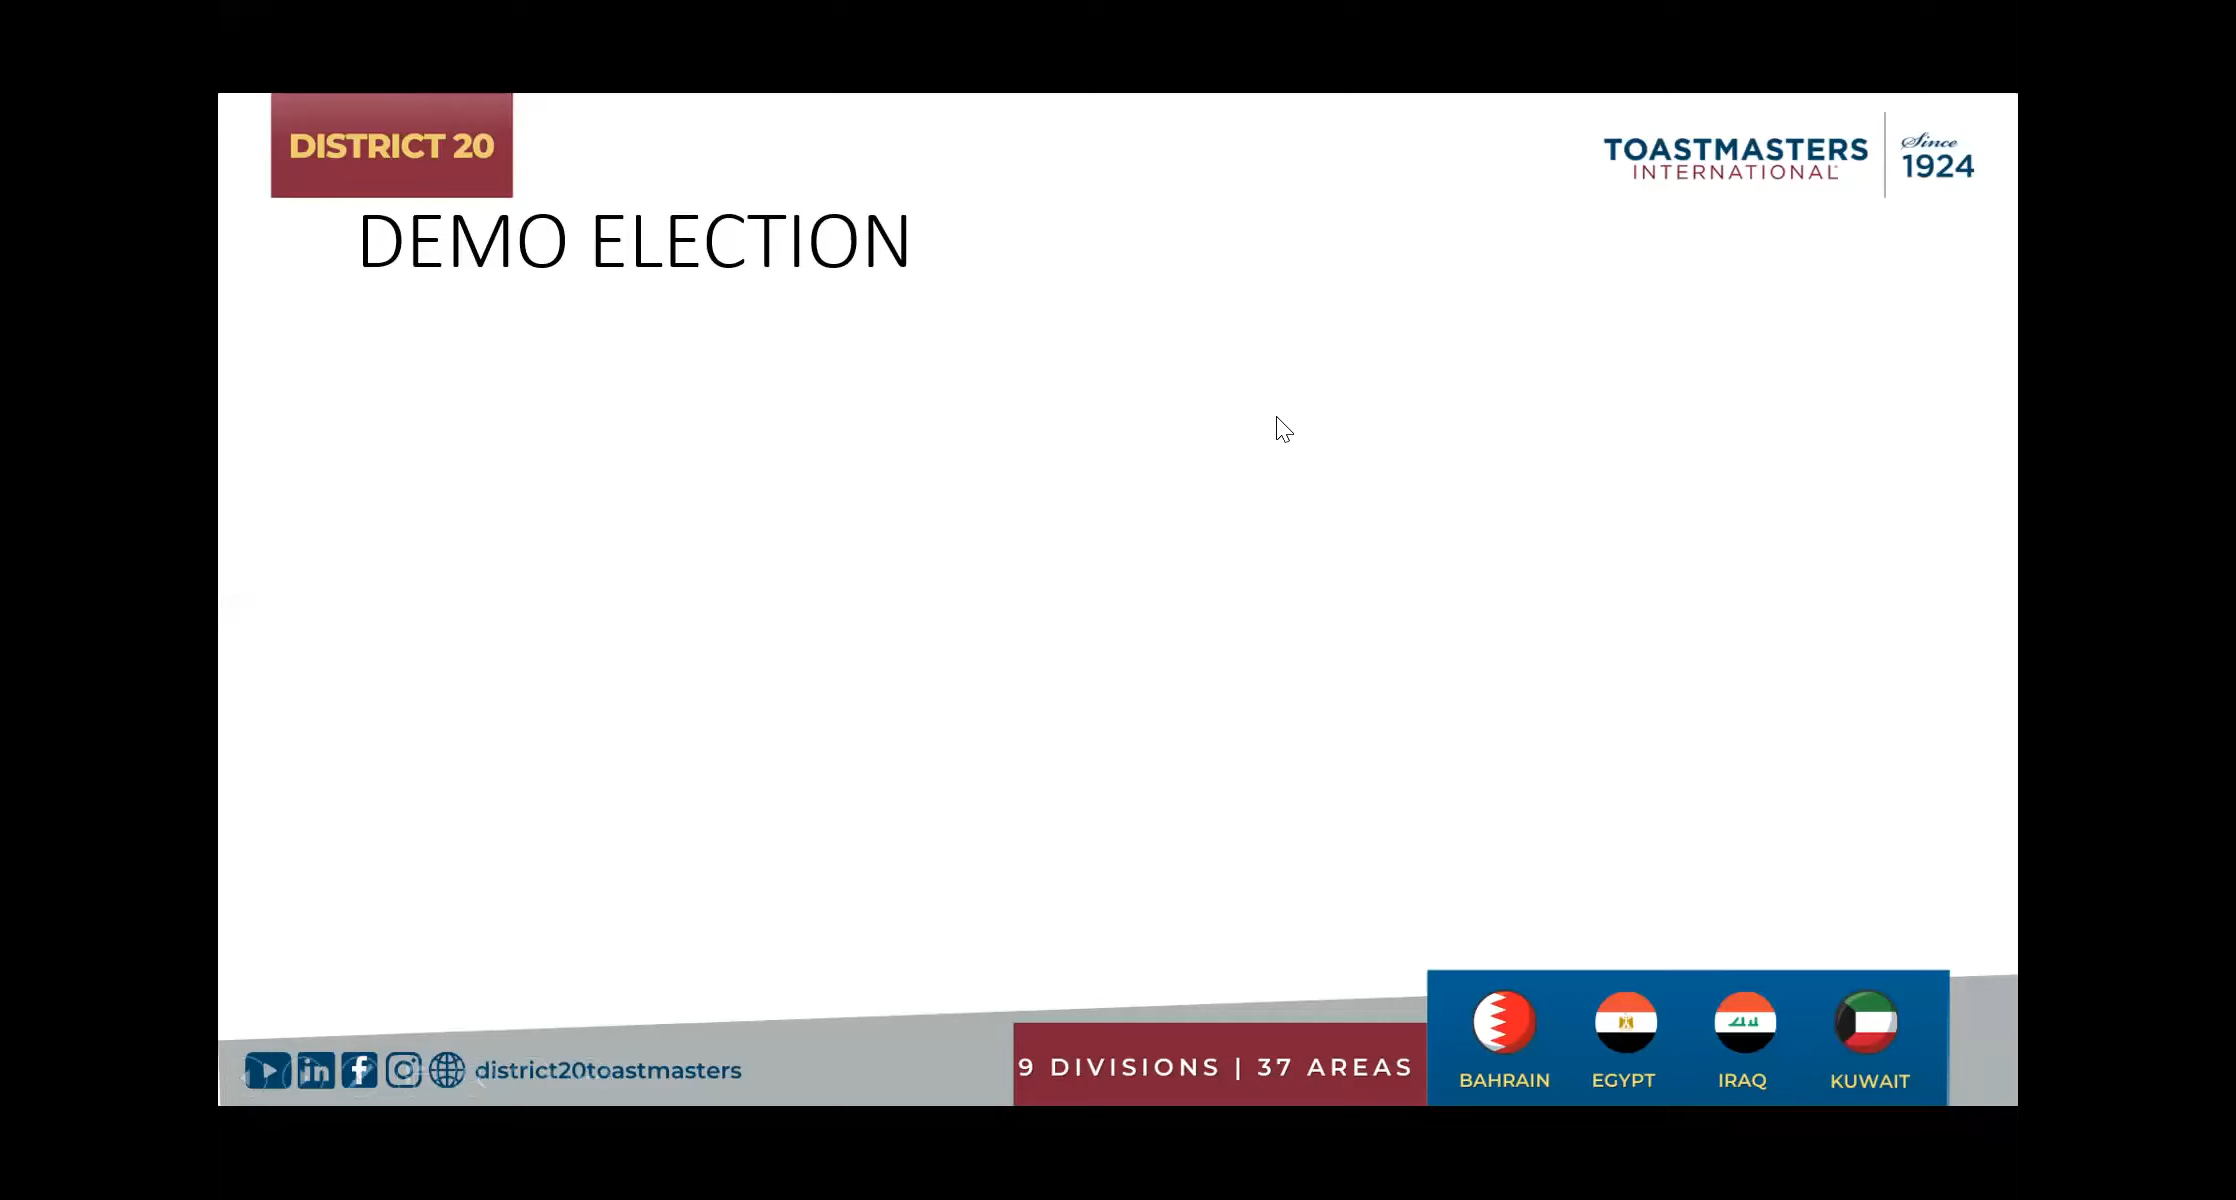 DISTRICT 20
TOASTMASTERS
INTERNATIONAL
Since
1924
DEMO ELECTION
district20toastmasters
9 DIVISIONS | 37 AREAS
BAHRAIN
EGYPT
IRAQ
KUWAIT